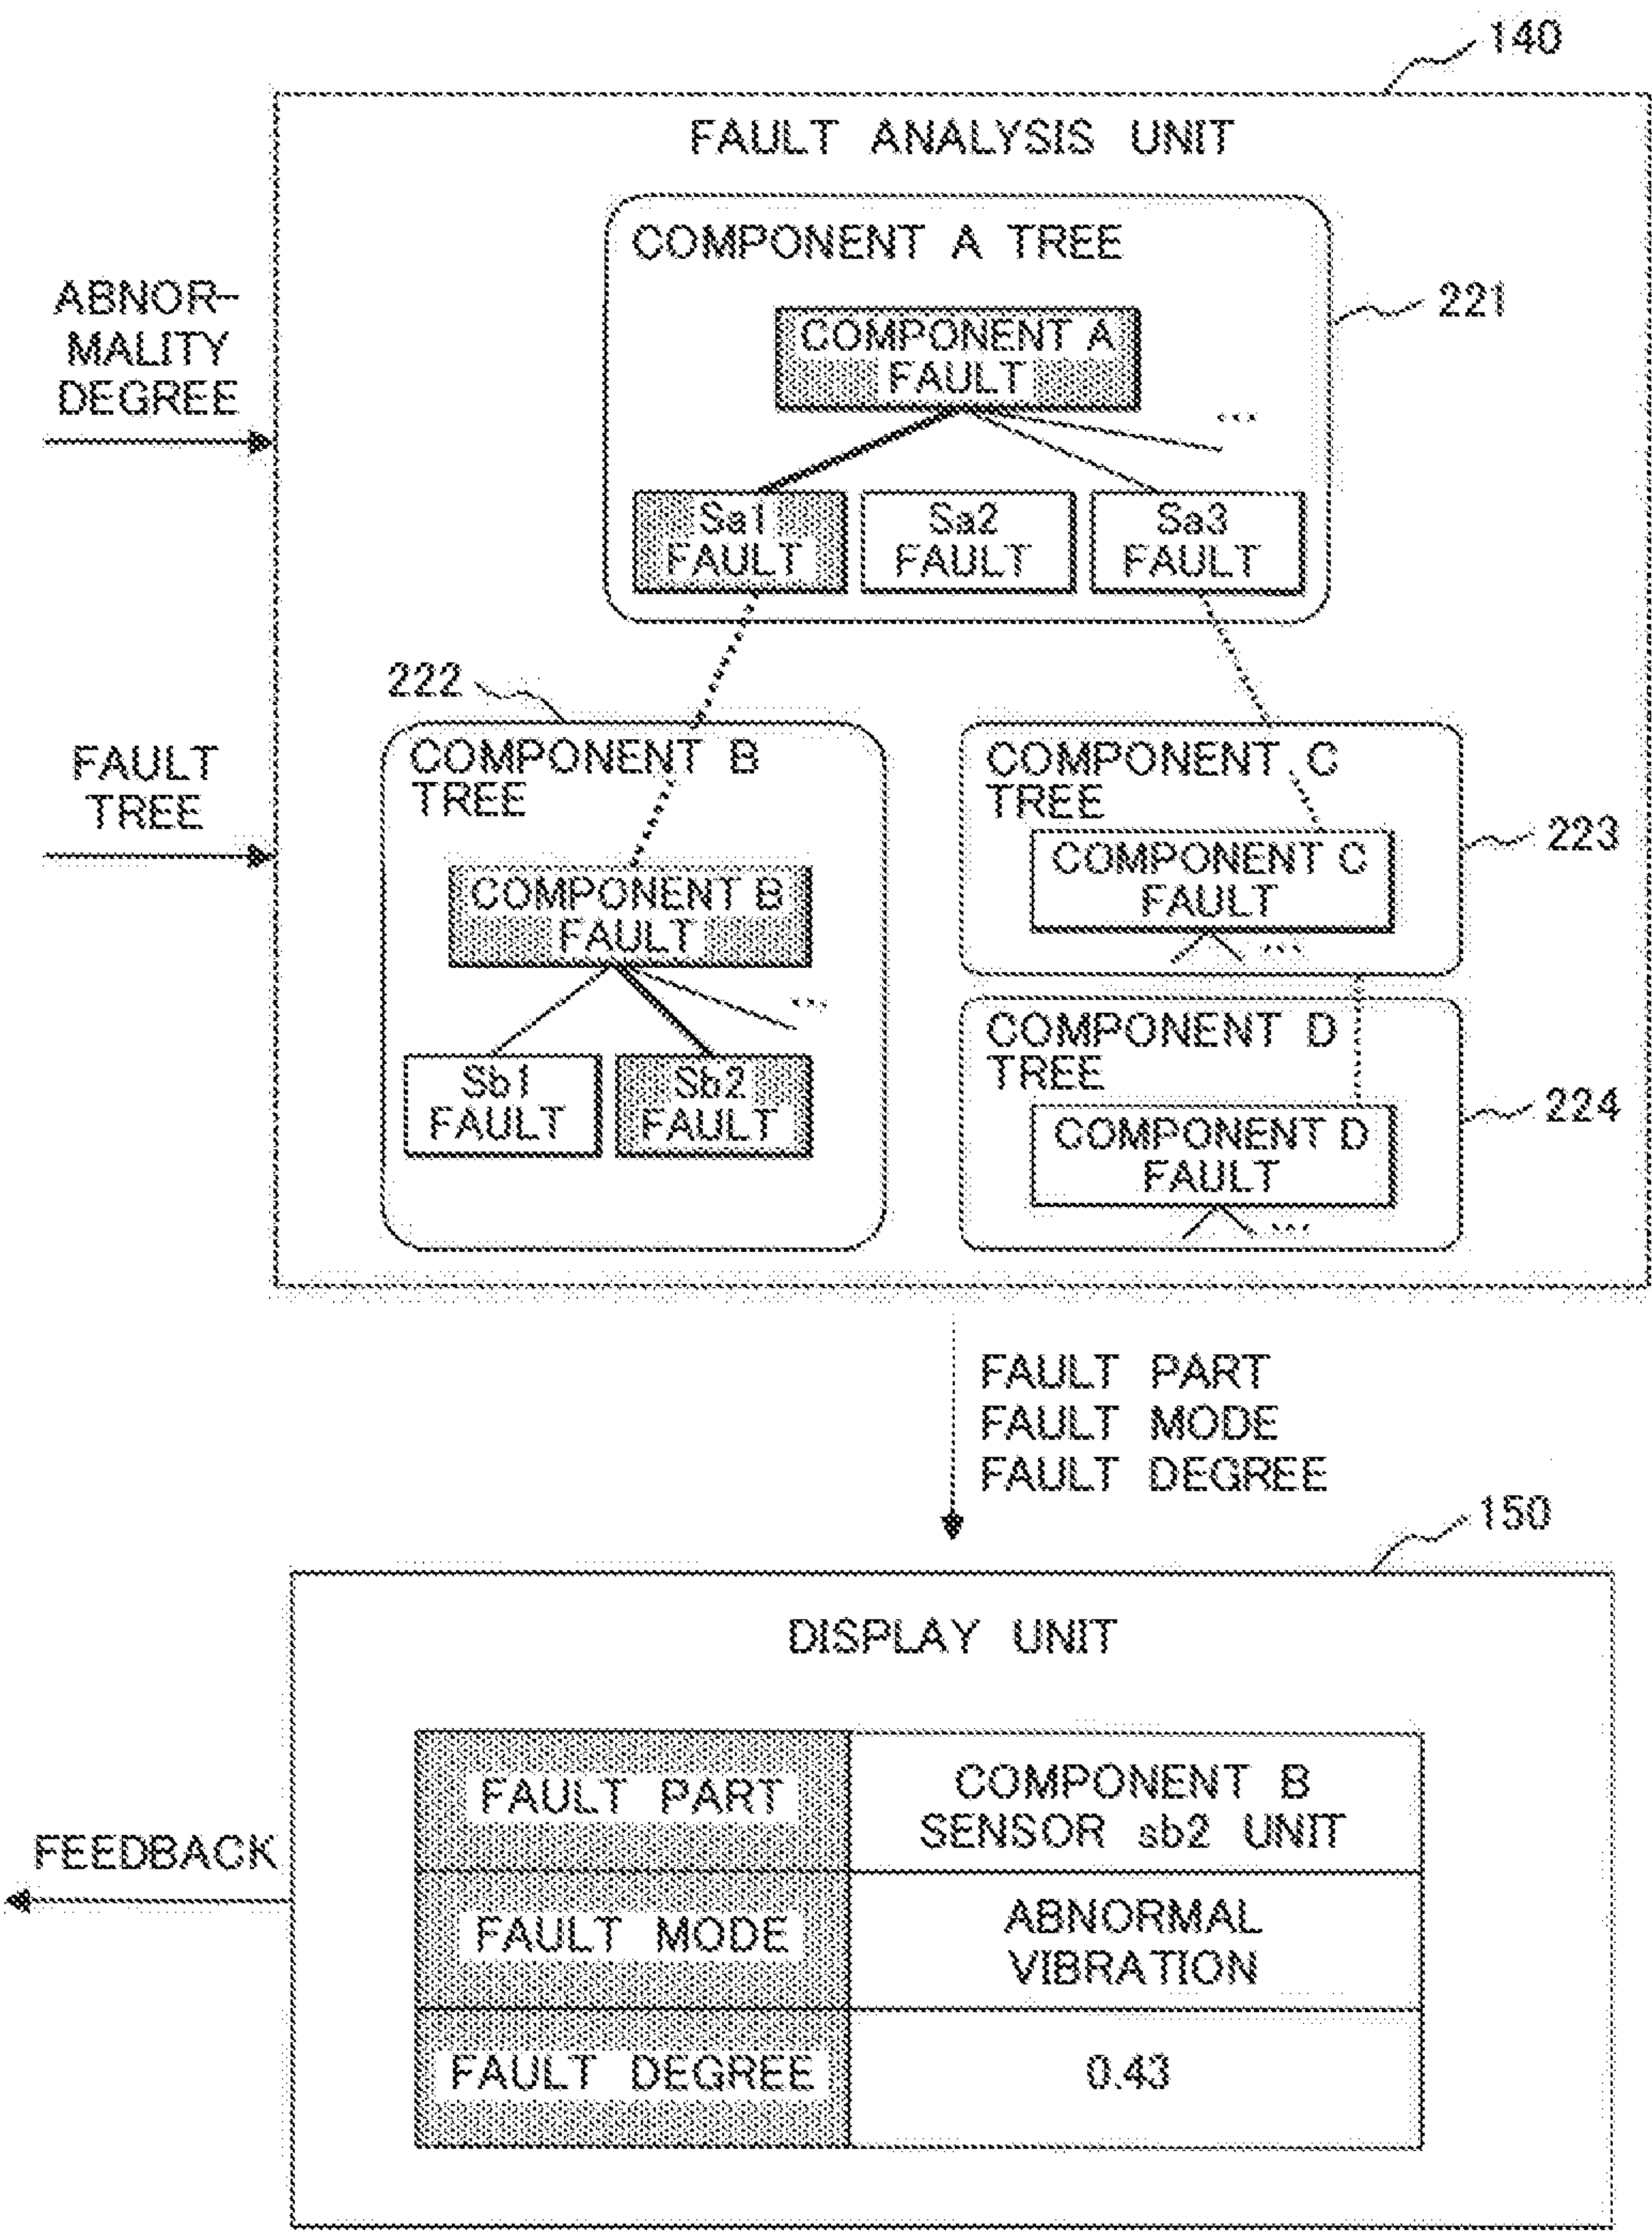 140
FAULT ANALYSIS UNIT
COMPONENT A TREE
221
COMPONENT A
FAULT
...
Sa1
FAULT
Sa2
FAULT
Sa3
FAULT
ABNOR-
MALITY
DEGREE
FAULT
TREE
222
COMPONENT B
TREE
COMPONENT B
FAULT
...
Sb1
FAULT
Sb2
FAULT
COMPONENT C
TREE
223
COMPONENT C
FAULT
...
COMPONENT D
TREE
224
COMPONENT D
FAULT
...
FAULT PART
FAULT MODE
FAULT DEGREE
150
DISPLAY UNIT
FAULT PART
COMPONENT B
SENSOR sb2 UNIT
FAULT MODE
ABNORMAL
VIBRATION
FAULT DEGREE
0.43
FEEDBACK